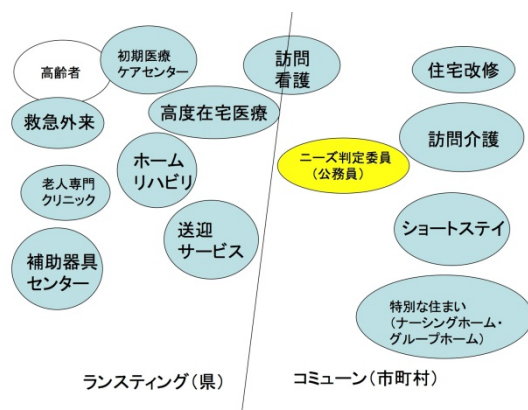 高齢者
初期医療
ケアセンター
訪問
看護
住宅改修
救急外来
高度在宅医療
訪問介護
ニーズ判定委員
（公務員）
ホーム
リハビリ
老人専門
クリニック
送迎
サービス
ショートステイ
補助器具
センター
特別な住まい
（ナーシングホーム・
グループホーム）
ランスティング（県）
コミューン（市町村）